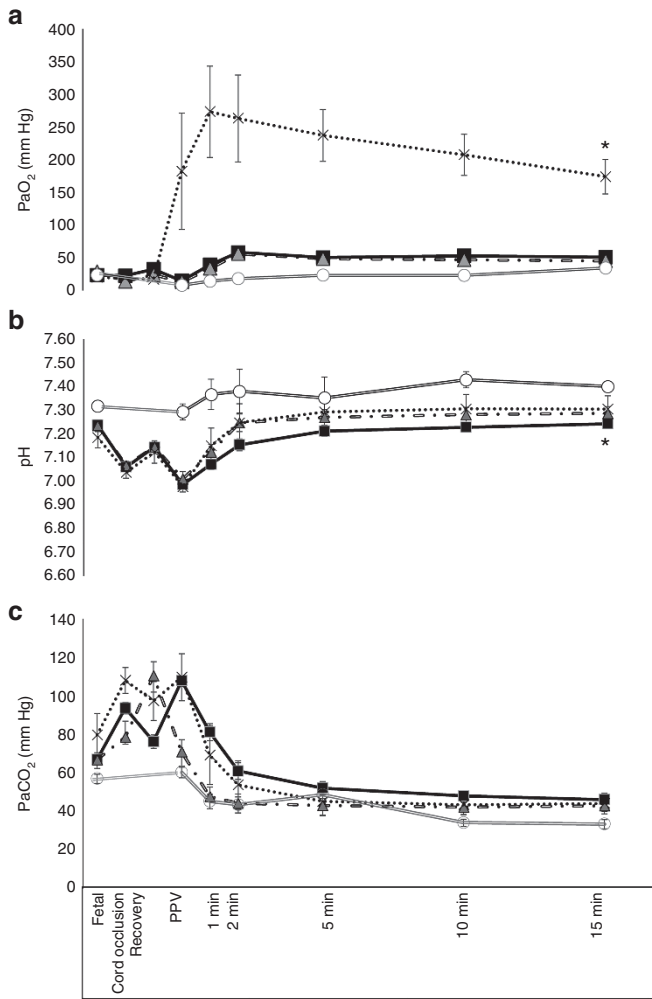 a
400
350
300
250
200
150
100
50
0
PaO2 (mm Hg)
*
b
7.60
7.50
7.40
7.30
7.20
7.10
7.00
6.90
6.80
6.70
6.60
pH
*
c
140
120
100
80
60
40
20
0
PaCO2 (mm Hg)
Fetal
Cord occlusion
Recovery
PPV
1 min
2 min
5 min
10 min
15 min